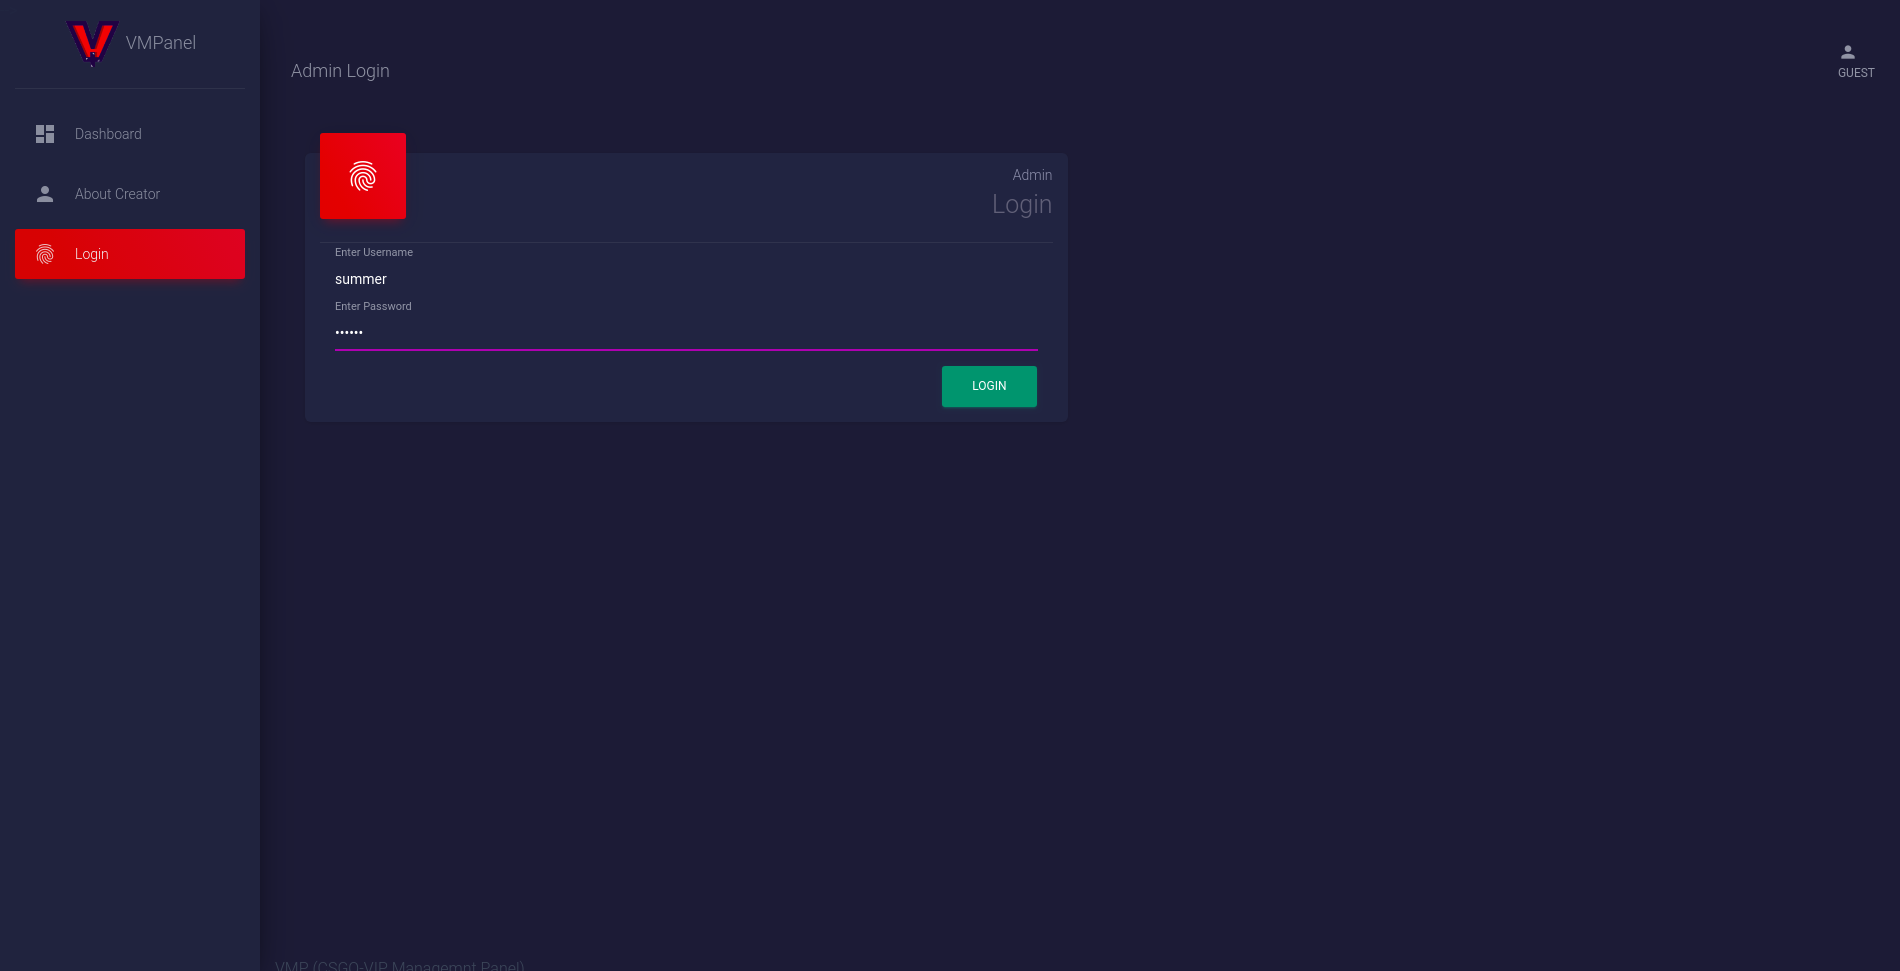 VMPanel
Dashboard
About Creator
Login
Admin Login
GUEST
Admin
Login
Enter Username
summer
Enter Password
••••••
LOGIN
VMP (CSGO-VIP Managemnt Panel)